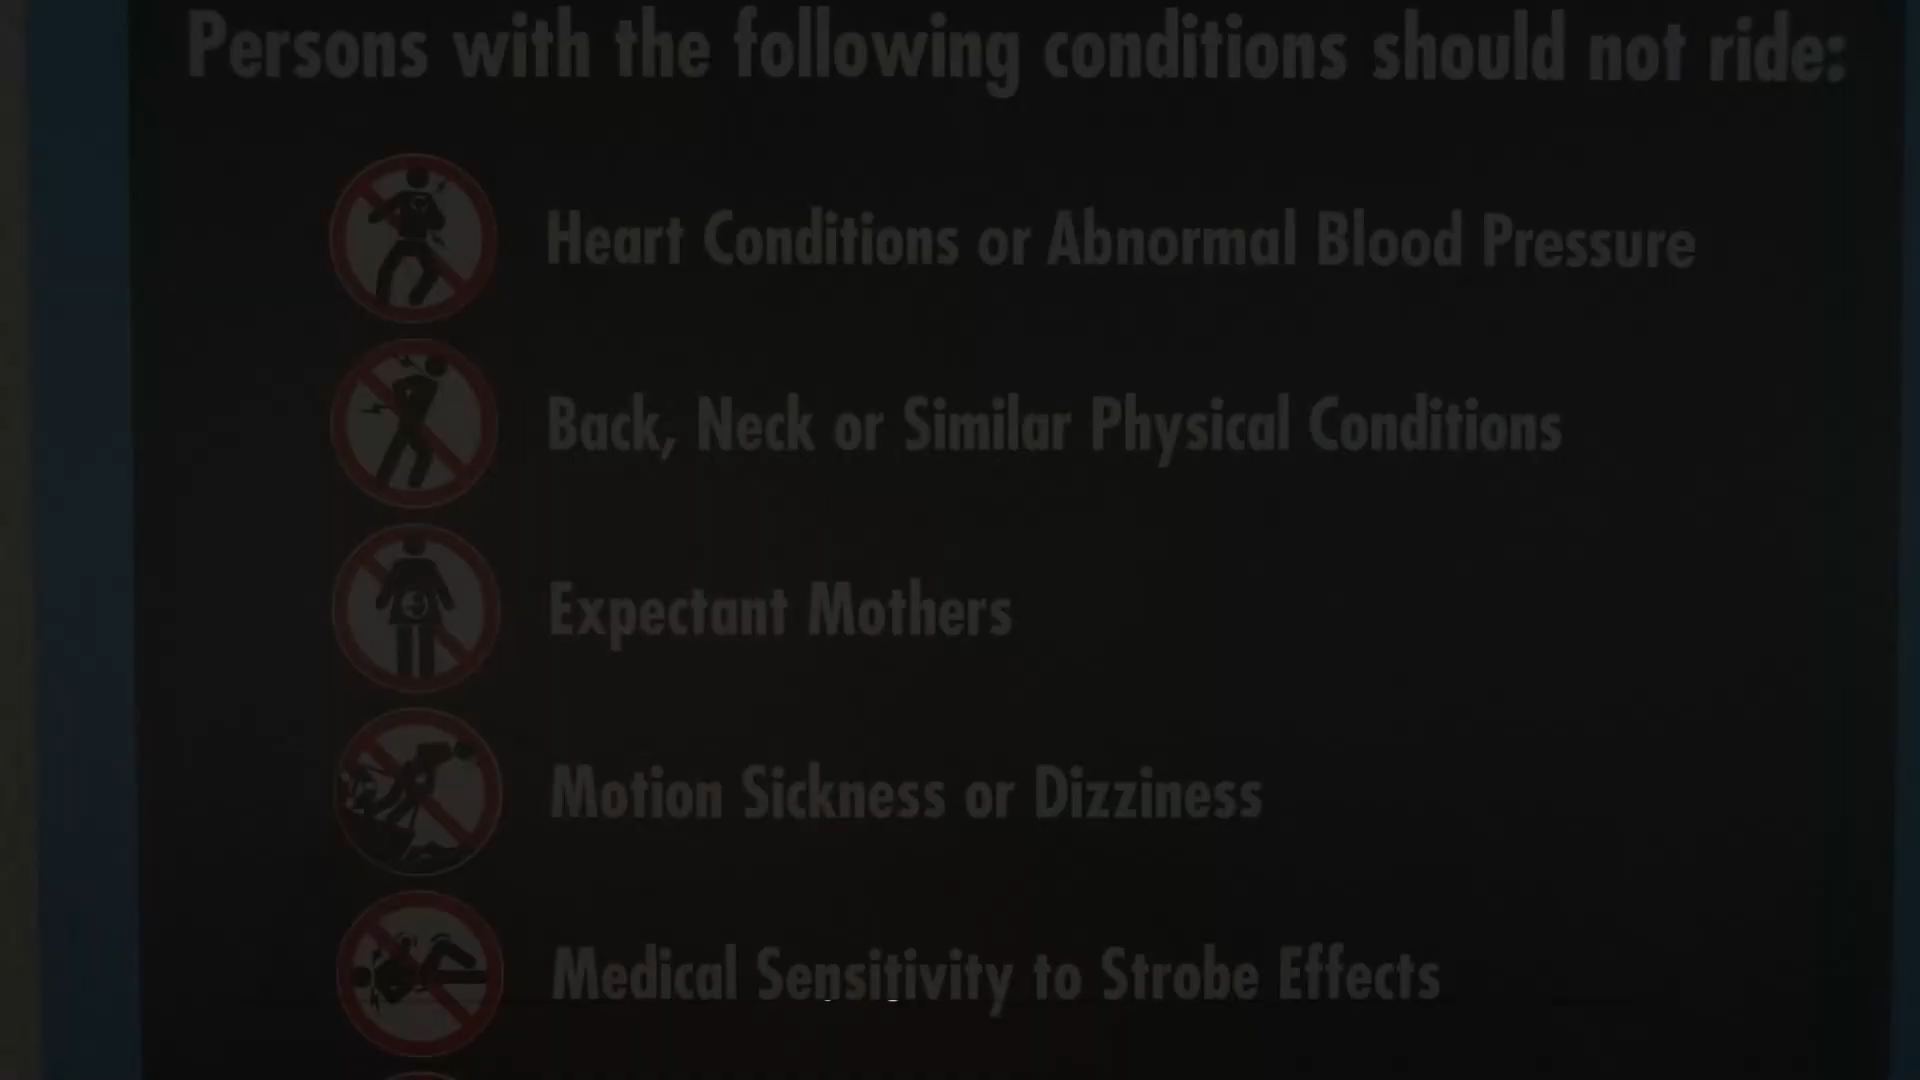 Persons with the following conditions should not ride:
Heart Conditions or Abnormal Blood Pressure
Back, Neck or Similar Physical Conditions
Expectant Mothers
Motion Sickness or Dizziness
Medical Sensitivity to Strobe Effects